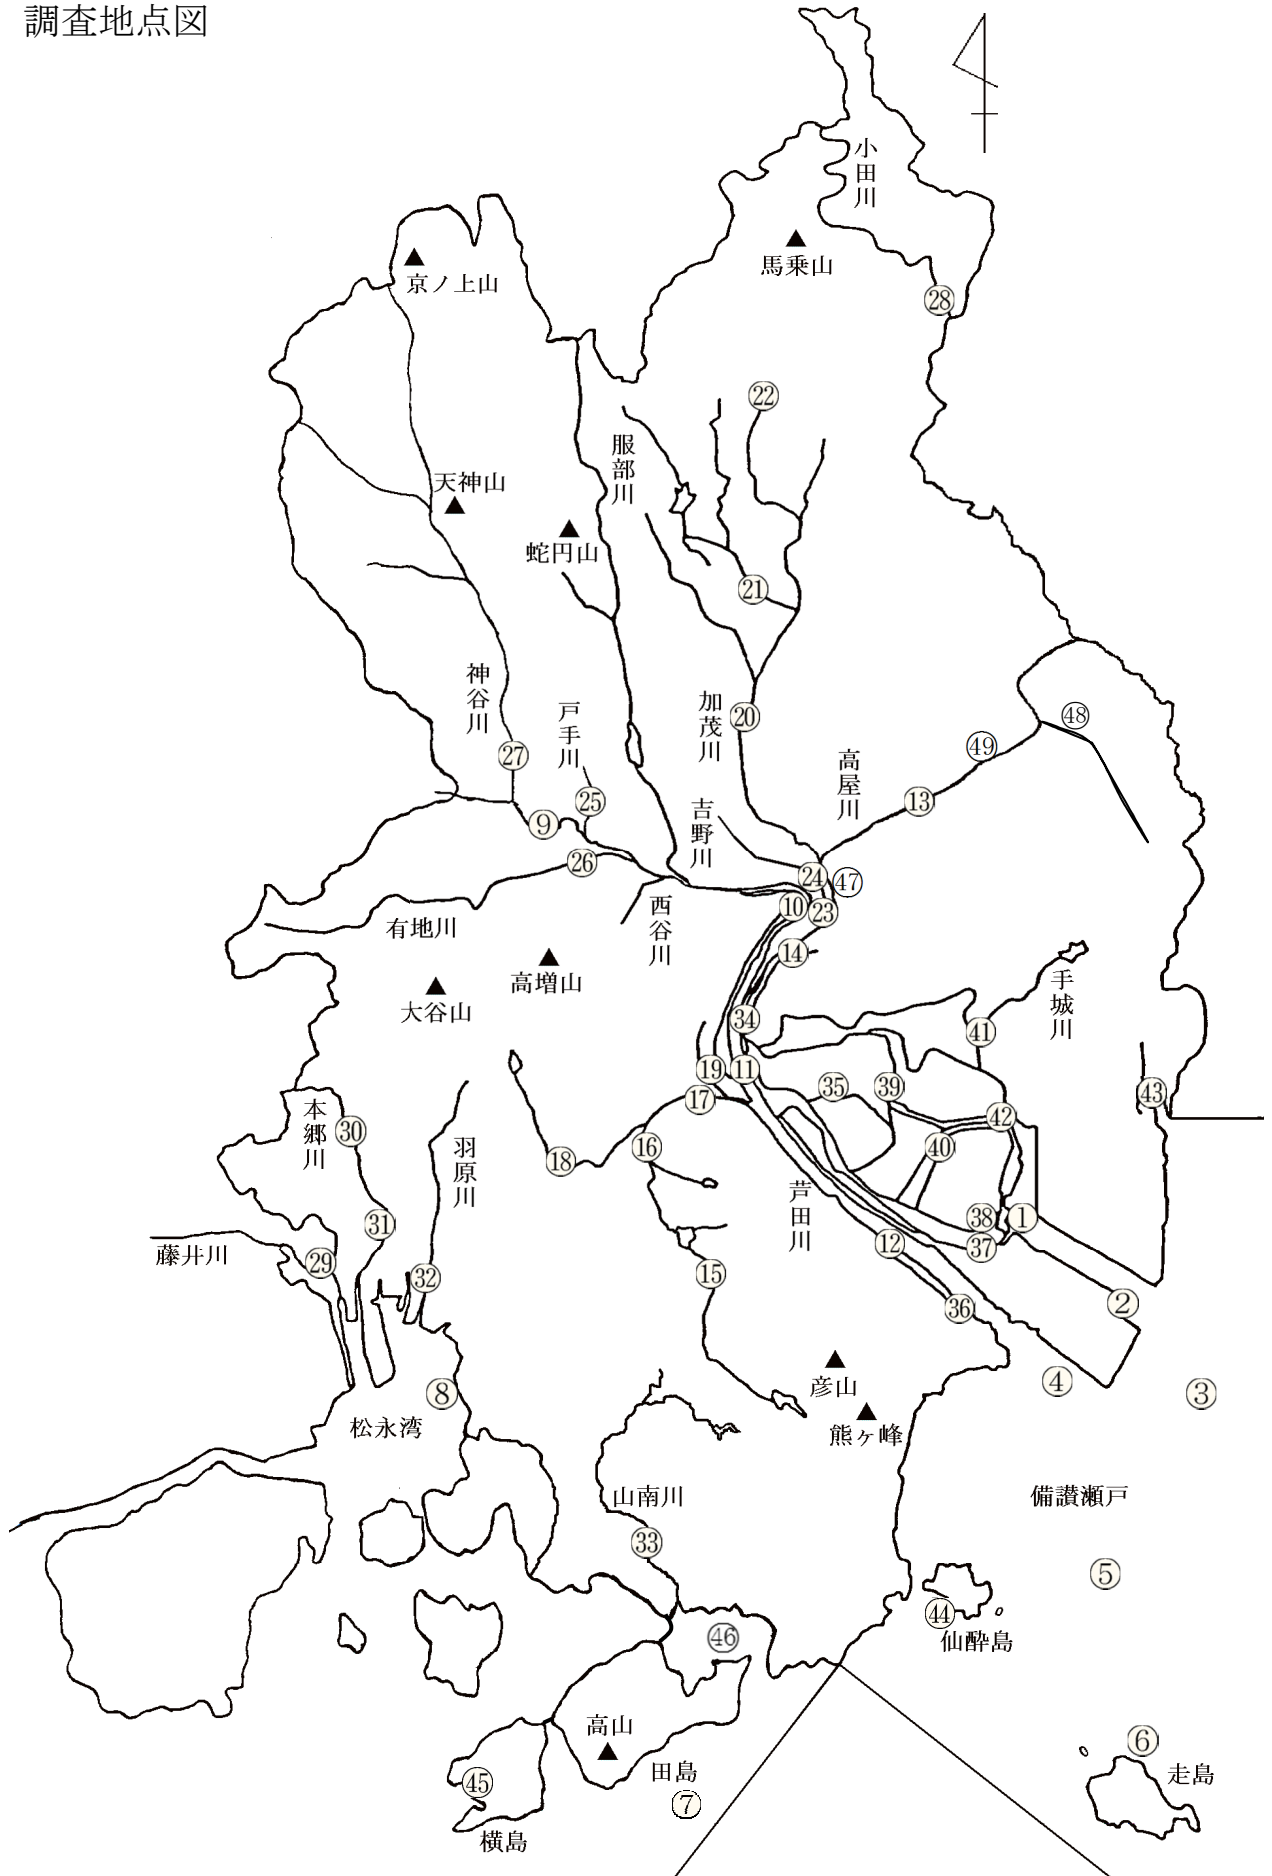 調査地点図
小田川
馬乗山
京ノ上山
㉘
㉒
服部川
天神山
蛇円山
㉑
神谷川
戸手川
加茂川
⑳
㊽
㊾
高屋川
㉗
㉕
⑬
⑨
吉野川
㉖
㉔
㊼
西谷川
⑩
㉓
有地川
⑭
高増山
大谷山
手城川
㉞
㊶
⑲
⑪
㉟
㊴
㊸
⑰
本郷川
㉚
羽原川
⑱
⑯
㊷
㊵
芦田川
㉛
㊳
①
藤井川
㉙
㉜
⑮
⑫
㊲
②
㊱
彦山
④
③
⑧
熊ヶ峰
松永湾
山南川
備讃瀬戸
㉝
⑤
㊹
仙酔島
㊻
高山
⑥
田島
走島
㊺
⑦
横島